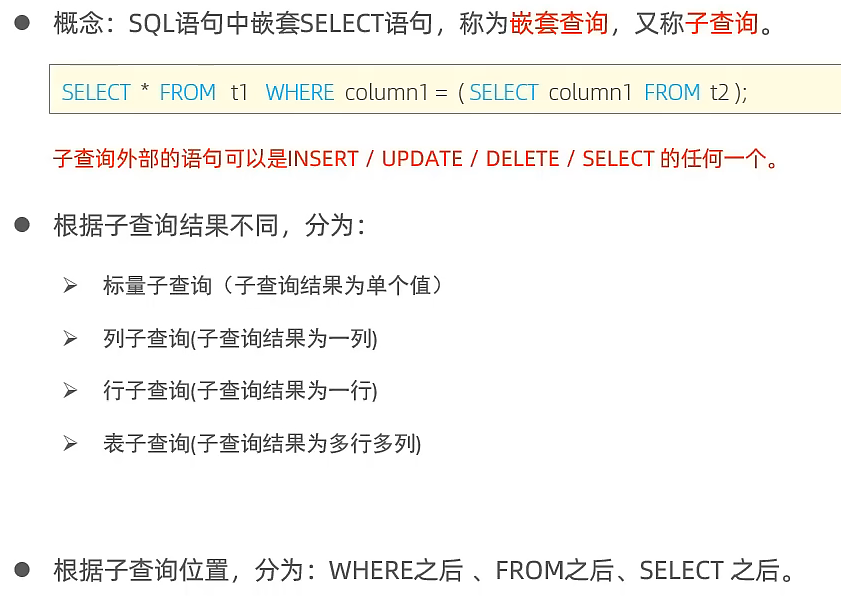 概念：SQL语句中嵌套SELECT语句，称为嵌套查询，又称子查询。
SELECT * FROM t1 WHERE column1 = ( SELECT column1 FROM t2 );
子查询外部的语句可以是INSERT / UPDATE / DELETE / SELECT 的任何一个。
根据子查询结果不同，分为：
标量子查询（子查询结果为单个值）
列子查询(子查询结果为一列)
行子查询(子查询结果为一行)
表子查询(子查询结果为多行多列)
根据子查询位置，分为：WHERE之后 、FROM之后、SELECT 之后。